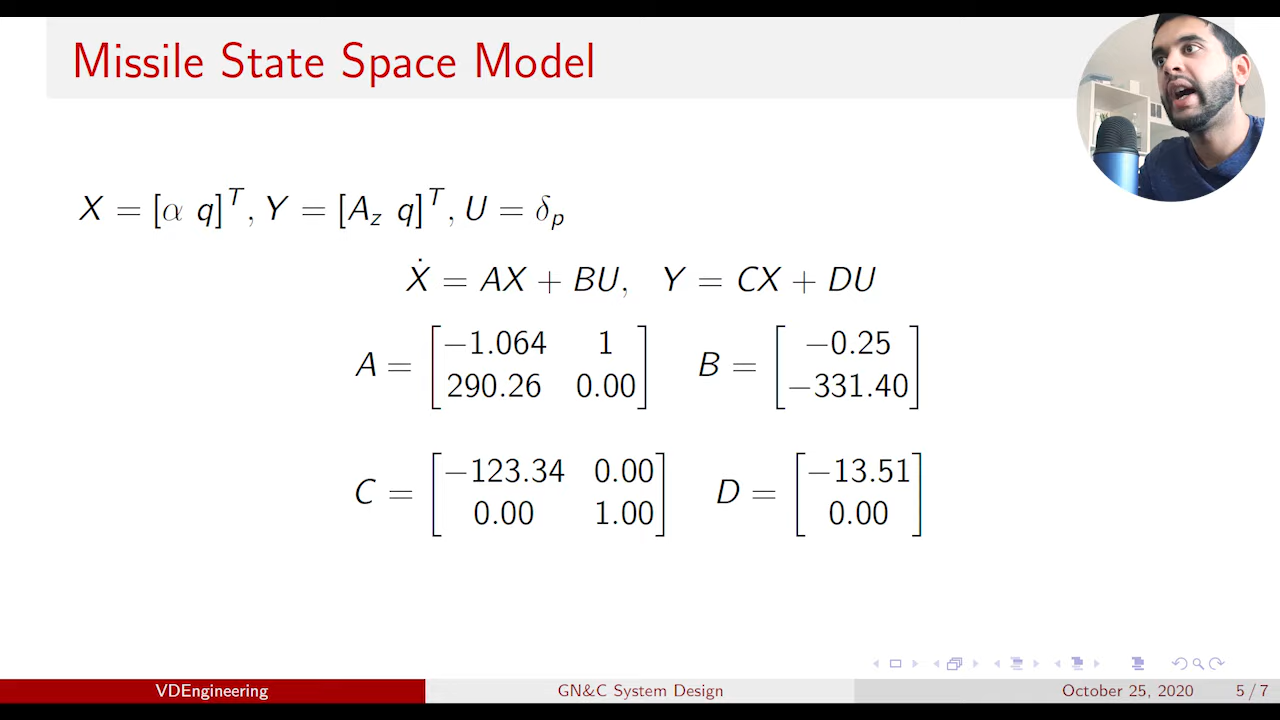 Missile State Space Model
X = [α q]ᵀ, Y = [A_z q]ᵀ, U = δ_p
Ẋ = AX + BU, Y = CX + DU
A = [−1.064 1; 290.26 0.00] B = [−0.25; −331.40]
C = [−123.34 0.00; 0.00 1.00] D = [−13.51; 0.00]
VDEngineering GN&C System Design October 25, 2020 5 / 7